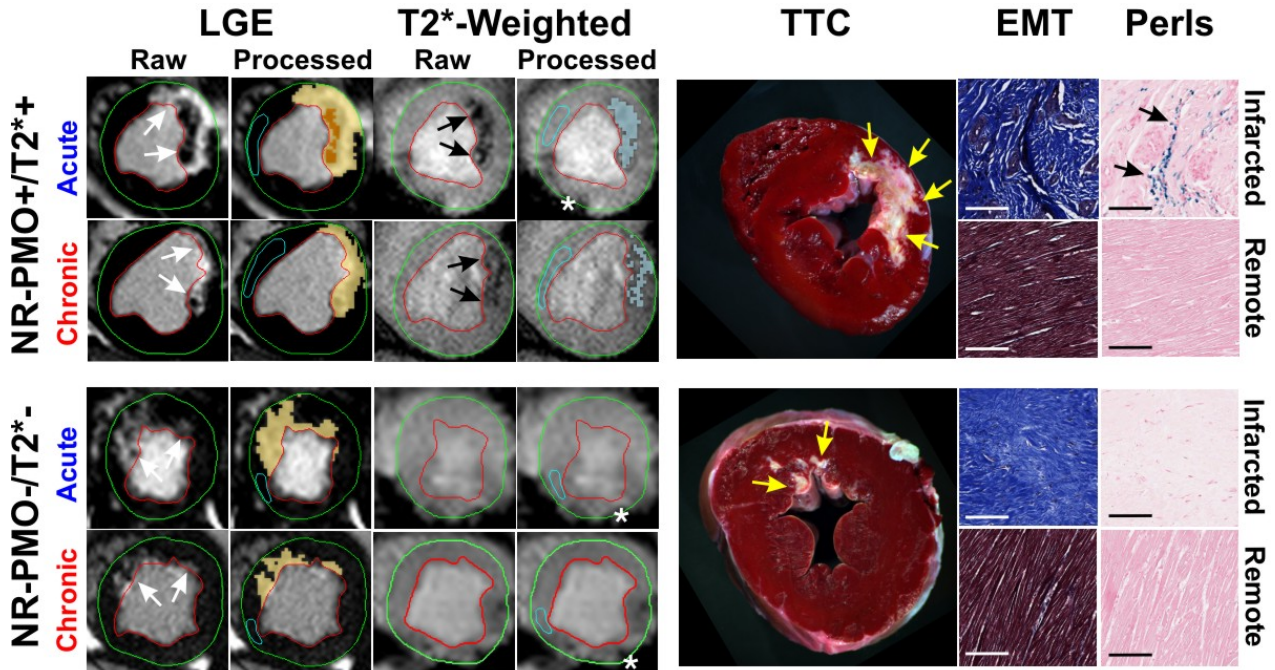 LGE T2*-Weighted TTC EMT Perls
Raw Processed Raw Processed
NR-PMO+/T2*+
Acute
*
Infarcted
Chronic
Remote
NR-PMO-/T2*-
Acute
*
Infarcted
Chronic
*
Remote